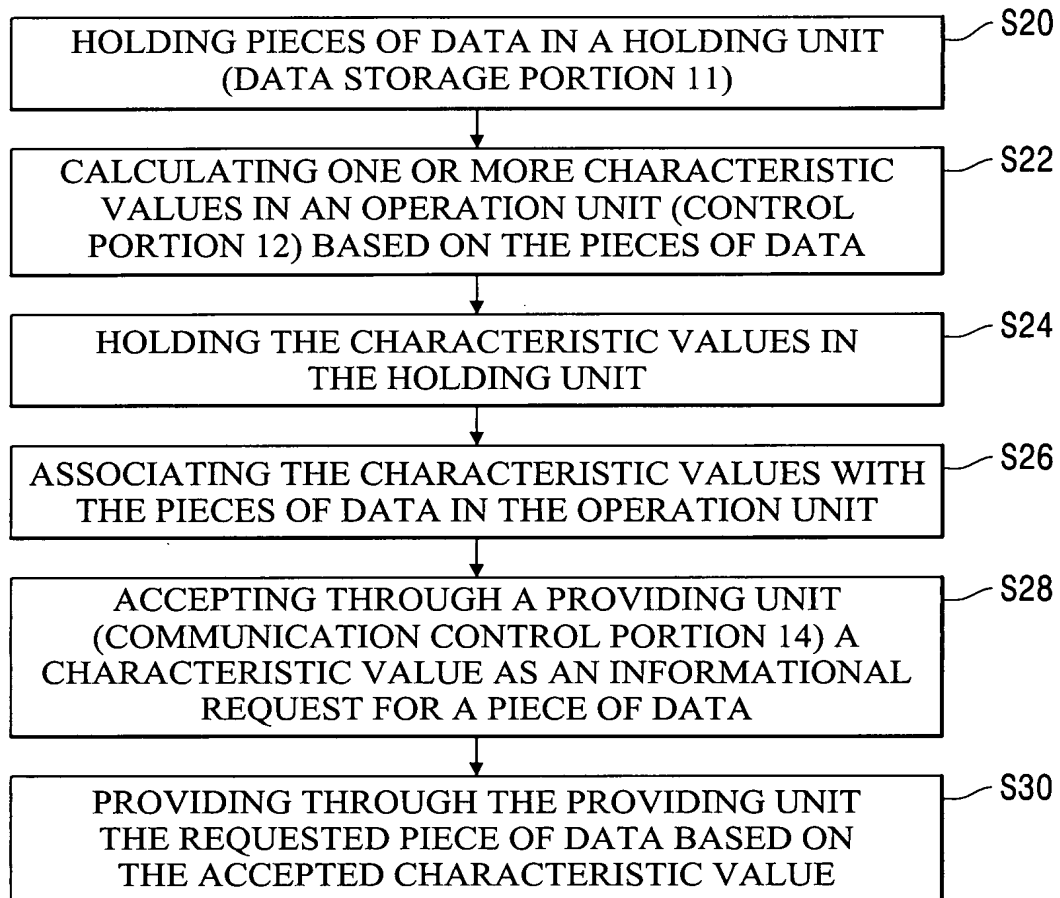 HOLDING PIECES OF DATA IN A HOLDING UNIT
(DATA STORAGE PORTION 11)
S20
CALCULATING ONE OR MORE CHARACTERISTIC
VALUES IN AN OPERATION UNIT (CONTROL
PORTION 12) BASED ON THE PIECES OF DATA
S22
HOLDING THE CHARACTERISTIC VALUES IN
THE HOLDING UNIT
S24
ASSOCIATING THE CHARACTERISTIC VALUES WITH
THE PIECES OF DATA IN THE OPERATION UNIT
S26
ACCEPTING THROUGH A PROVIDING UNIT
(COMMUNICATION CONTROL PORTION 14) A
CHARACTERISTIC VALUE AS AN INFORMATIONAL
REQUEST FOR A PIECE OF DATA
S28
PROVIDING THROUGH THE PROVIDING UNIT
THE REQUESTED PIECE OF DATA BASED ON
THE ACCEPTED CHARACTERISTIC VALUE
S30